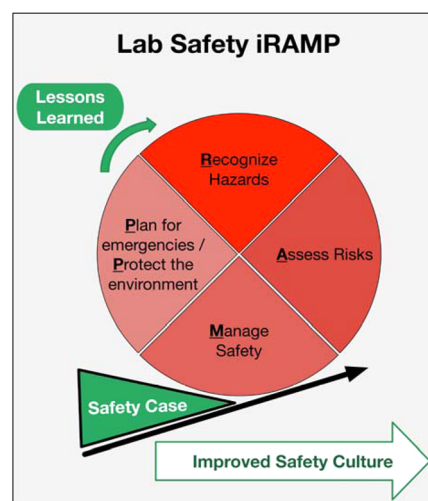 Lab Safety iRAMP
Lessons
Learned
Recognize
Hazards
Plan for
emergencies /
Protect the
environment
Assess Risks
Manage
Safety
Safety Case
Improved Safety Culture